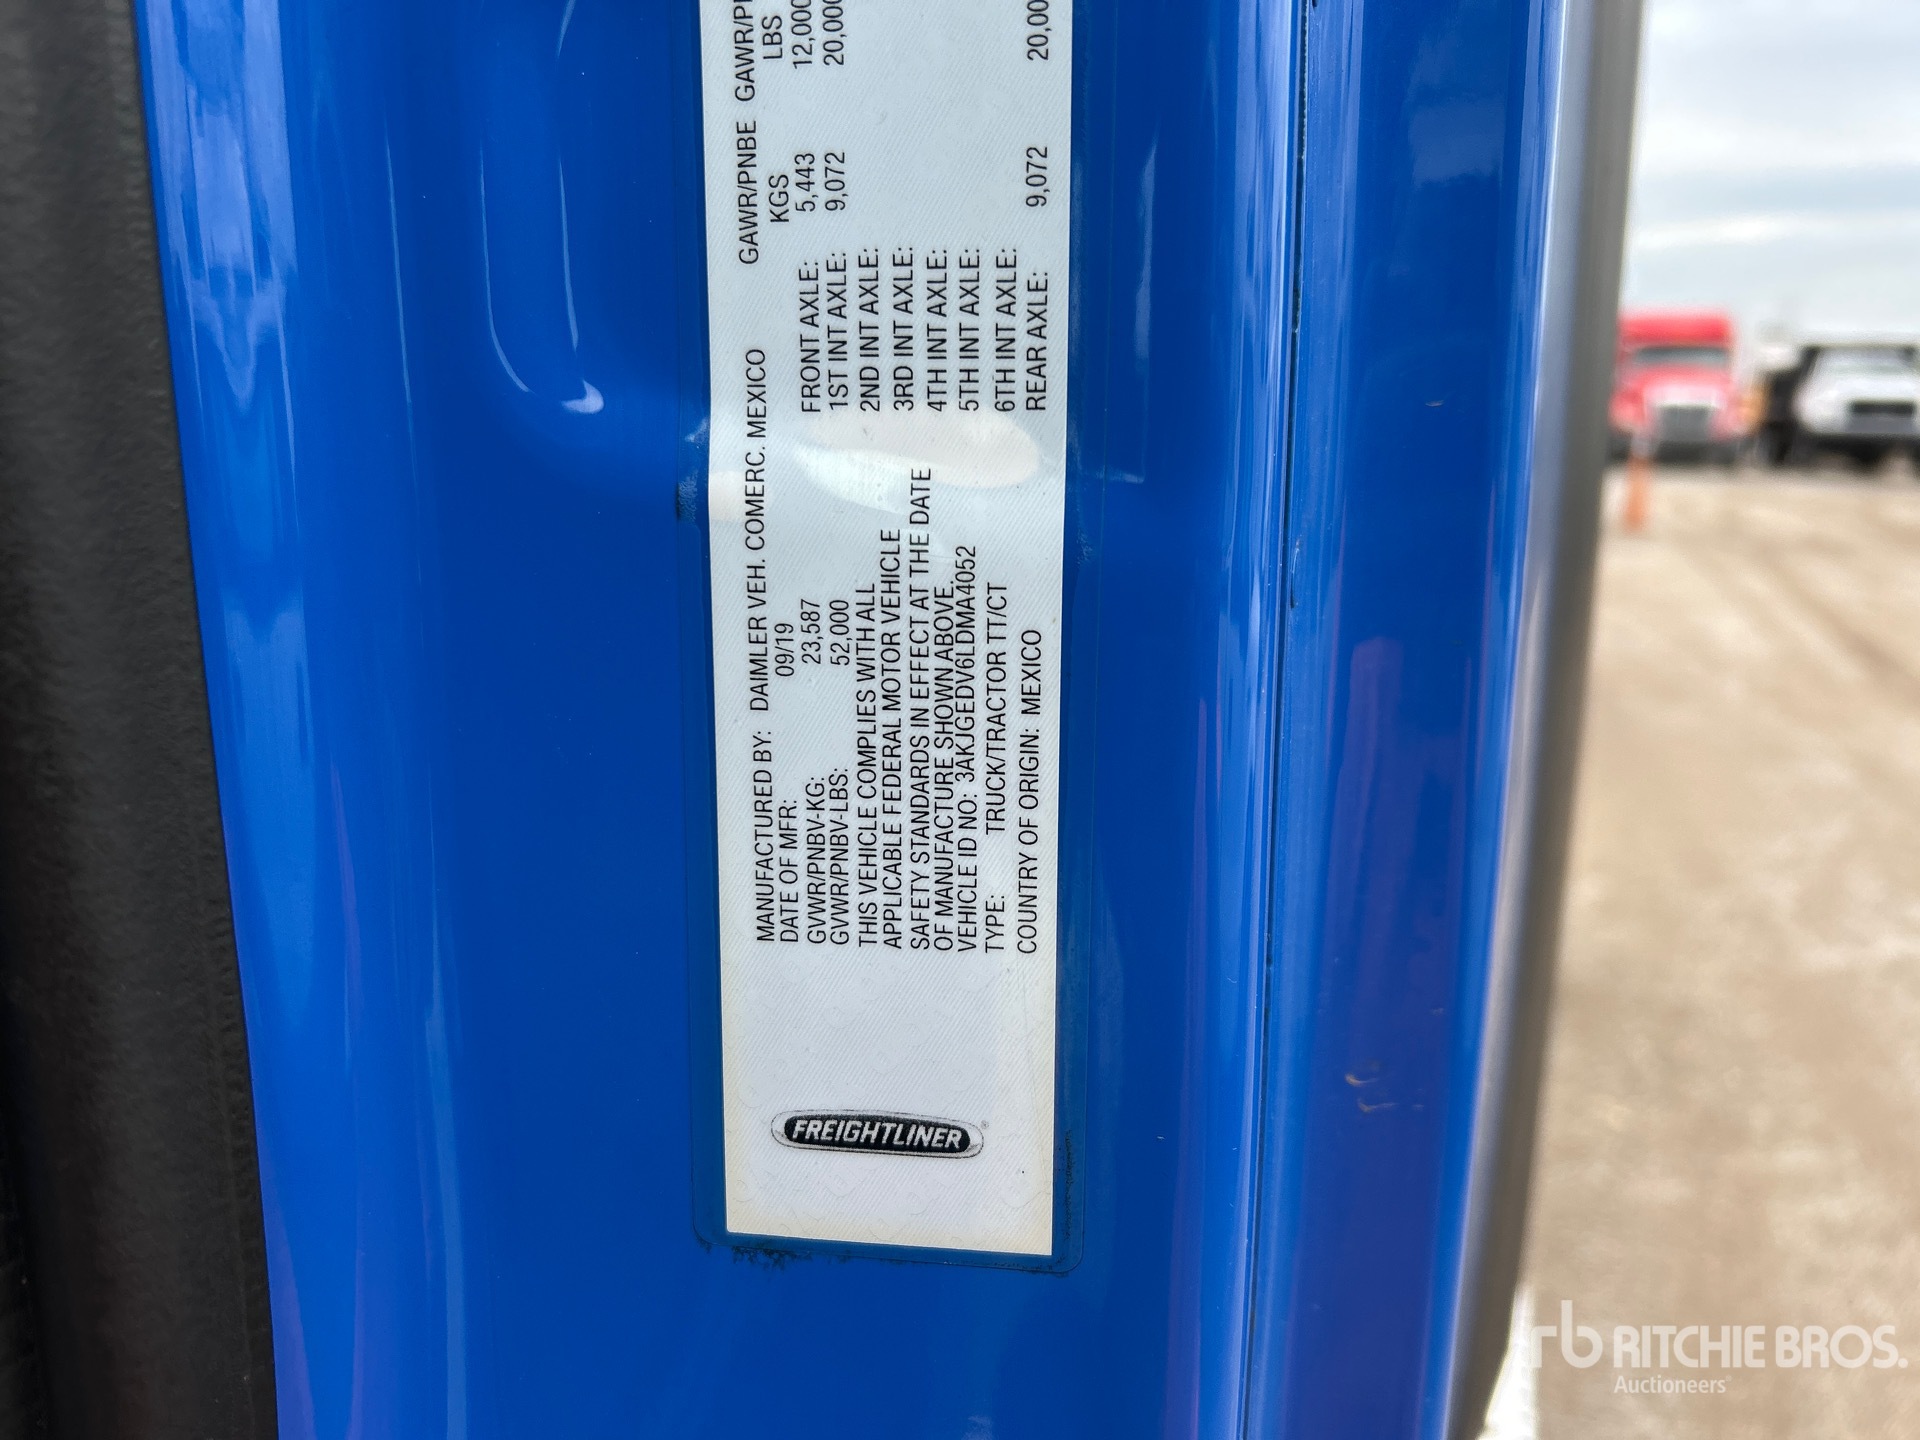 FREIGHTLINER
MANUFACTURED BY: DAIMLER VEH. COMERC. MEXICO
DATE OF MFR: 09/19
GVWR/PNBV-KG: 23,587
GVWR/PNBV-LBS: 52,000
THIS VEHICLE COMPLIES WITH ALL
APPLICABLE FEDERAL MOTOR VEHICLE
SAFETY STANDARDS IN EFFECT AT THE DATE
OF MANUFACTURE SHOWN ABOVE.
VEHICLE ID NO: 3AKJGEDV6LDMA4052
TYPE: TRUCK/TRACTOR TT/CT
COUNTRY OF ORIGIN: MEXICO
GAWR/PNBE
KGS LBS
FRONT AXLE: 5,443 12,000
1ST INT AXLE: 9,072 20,000
2ND INT AXLE:
3RD INT AXLE:
4TH INT AXLE:
5TH INT AXLE:
6TH INT AXLE:
REAR AXLE: 9,072
rb RITCHIE BROS.
Auctioneers